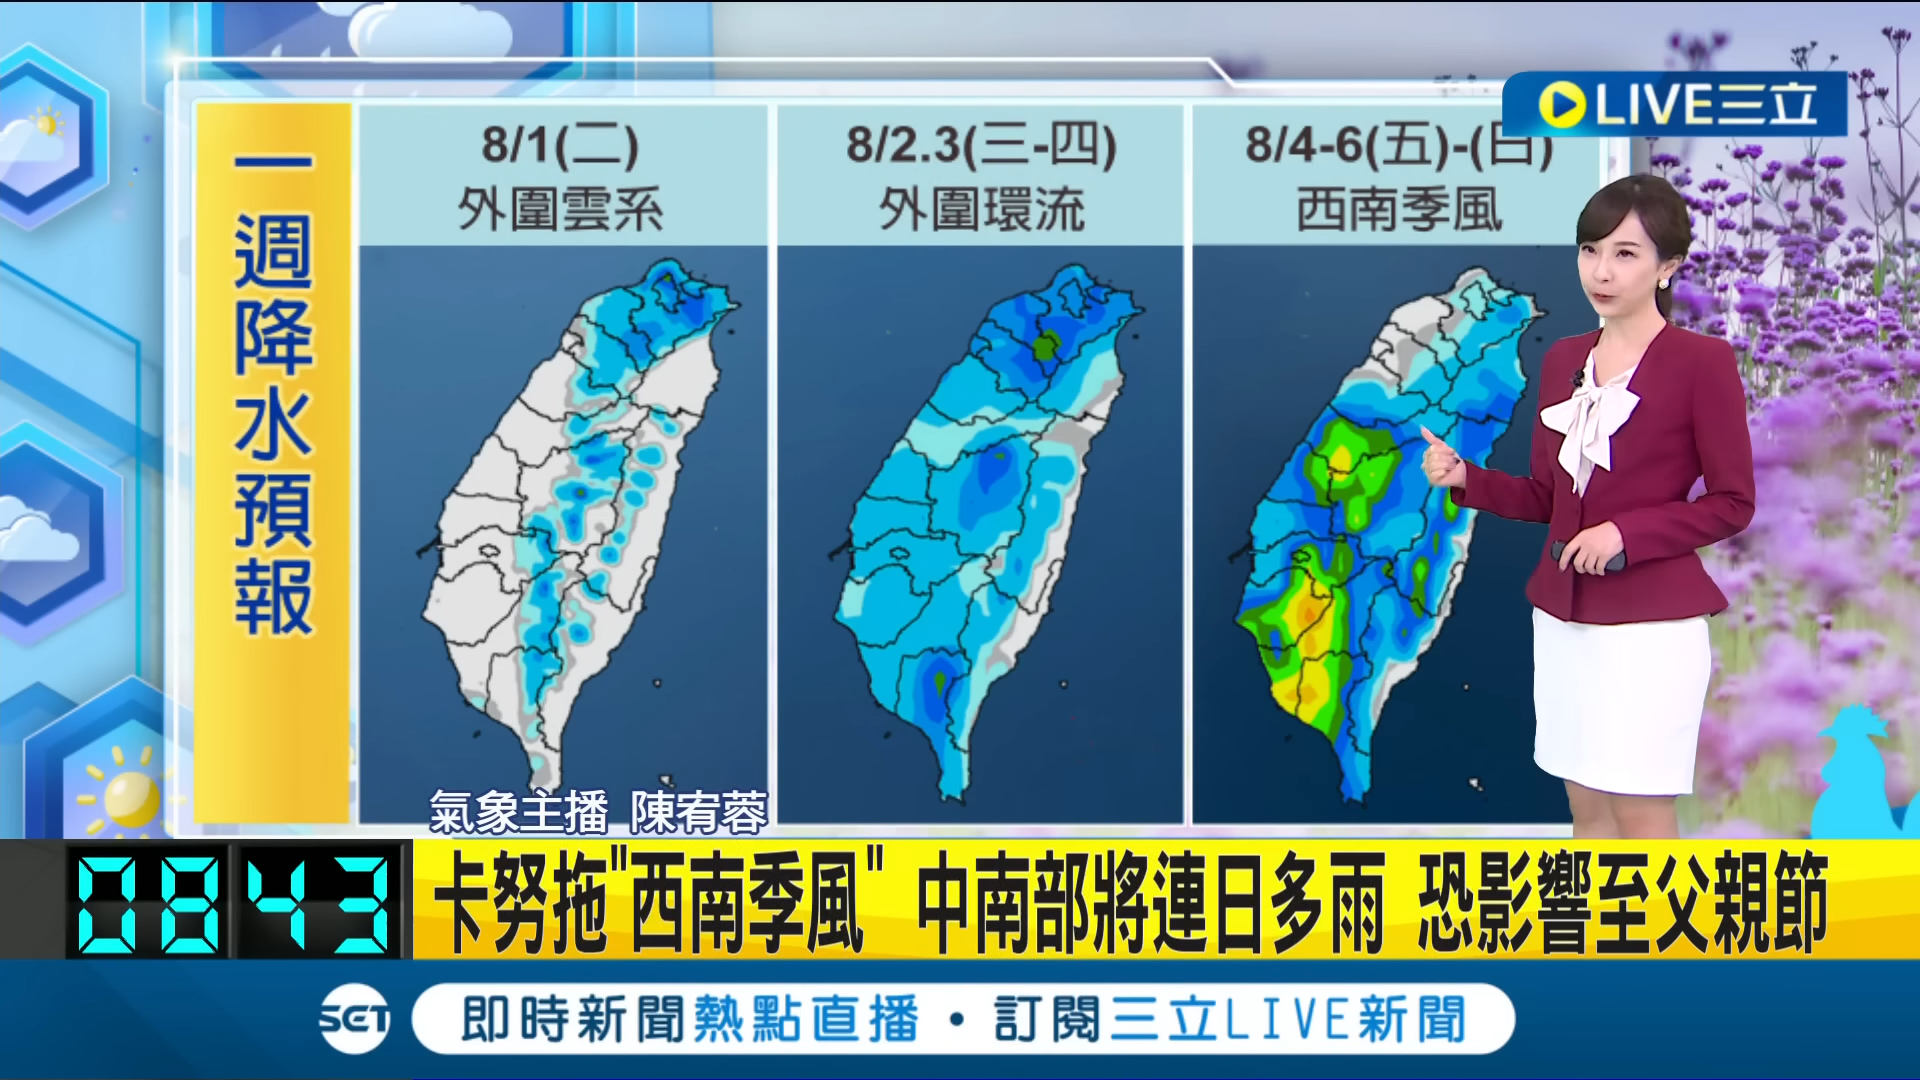 LIVE三立
一週降水預報
8/1(二)
外圍雲系
8/2.3(三-四)
外圍環流
8/4-6(五)-(日)
西南季風
氣象主播 陳宥蓉
08 43
卡努拖"西南季風" 中南部將連日多雨 恐影響至父親節
SET
即時新聞熱點直播・訂閱三立LIVE新聞